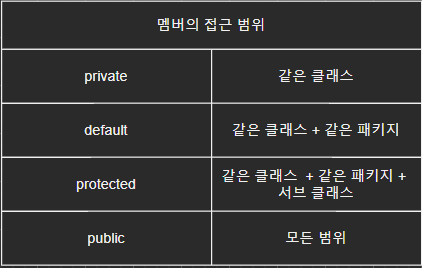 멤버의 접근 범위
private
같은 클래스
default
같은 클래스 + 같은 패키지
protected
같은 클래스 + 같은 패키지 +
서브 클래스
public
모든 범위